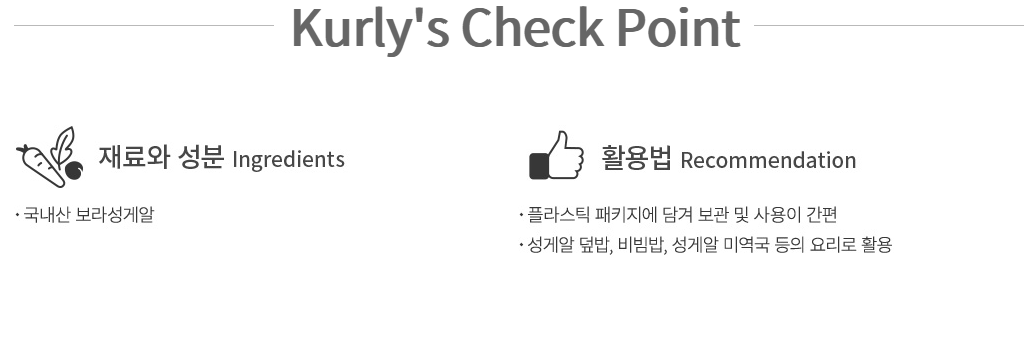 Kurly's Check Point
재료와 성분 Ingredients
· 국내산 보라성게알
활용법 Recommendation
· 플라스틱 패키지에 담겨 보관 및 사용이 간편
· 성게알 덮밥, 비빔밥, 성게알 미역국 등의 요리로 활용